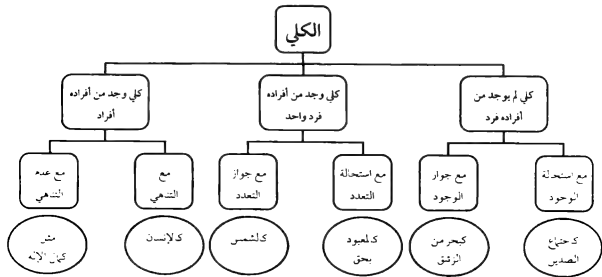 الكلي
كلي لم يوجد من
أفراده فرد
كلي وجد من أفراده
فرد واحد
كلي وجد من أفراده
أفراد
مع استحالة
الوجود
مع جواز
الوجود
مع استحالة
التعدد
مع جواز
التعدد
مع
التناهي
مع عدم
التناهي
كاجتماع
الضدين
كبحر من
الزئبق
كالمعبود
بحق
كالشمس
كالإنسان
مثل
كمال الإله